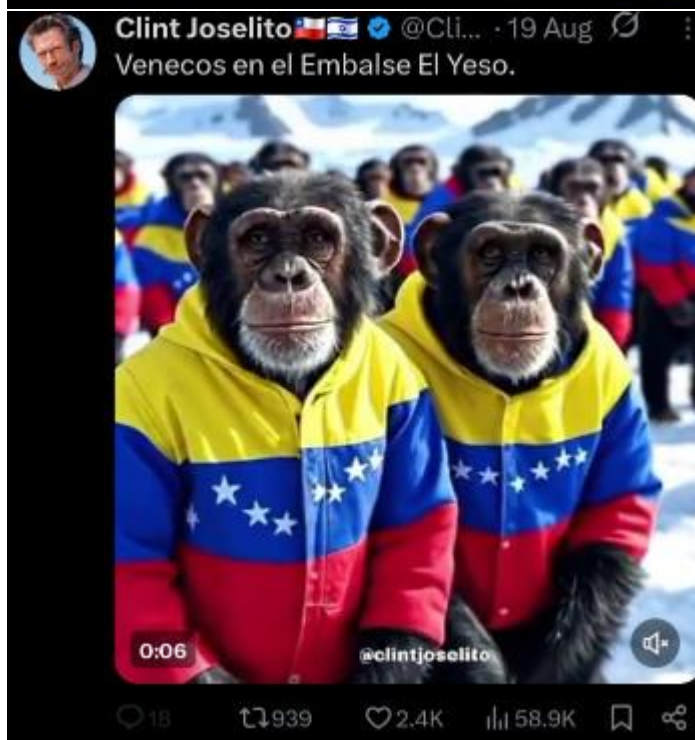 Clint Joselito @Cli... · 19 Aug
Venecos en el Embalse El Yeso.
0:06
@clintjoselito
18 939 2.4K 58.9K